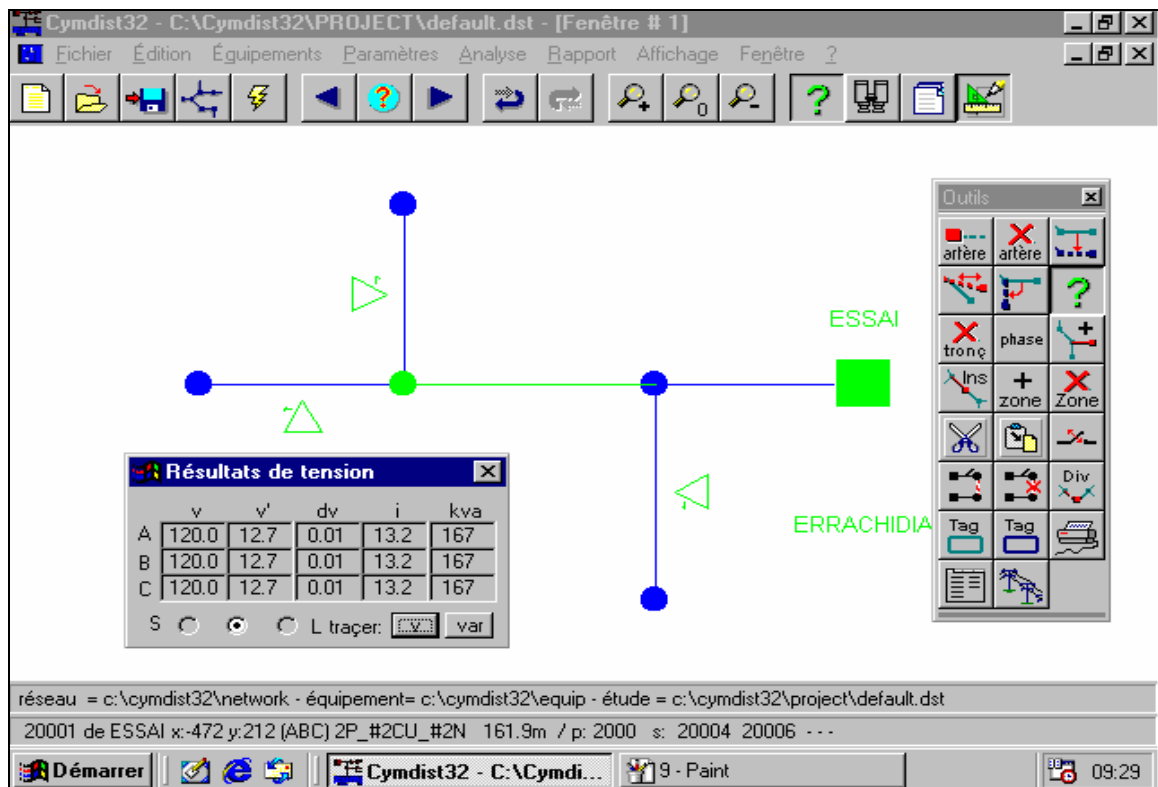 Cymdist32 - C:\Cymdist32\PROJECT\default.dst - [Fenêtre # 1]
Fichier Édition Équipements Paramètres Analyse Rapport Affichage Fenêtre ?
ESSAI
ERRACHIDIA
Outils
artère artère
tronç phase
Ins zone Zone
Div
Tag Tag
Résultats de tension
v v' dv i kva
A 120.0 12.7 0.01 13.2 167
B 120.0 12.7 0.01 13.2 167
C 120.0 12.7 0.01 13.2 167
S L traçer: v var
réseau = c:\cymdist32\network - équipement= c:\cymdist32\equip - étude = c:\cymdist32\project\default.dst
20001 de ESSAI x:-472 y:212 (ABC) 2P_#2CU_#2N 161.9m / p: 2000 s: 20004 20006 ---
Démarrer Cymdist32 - C:\Cymdi... 9 - Paint 09:29